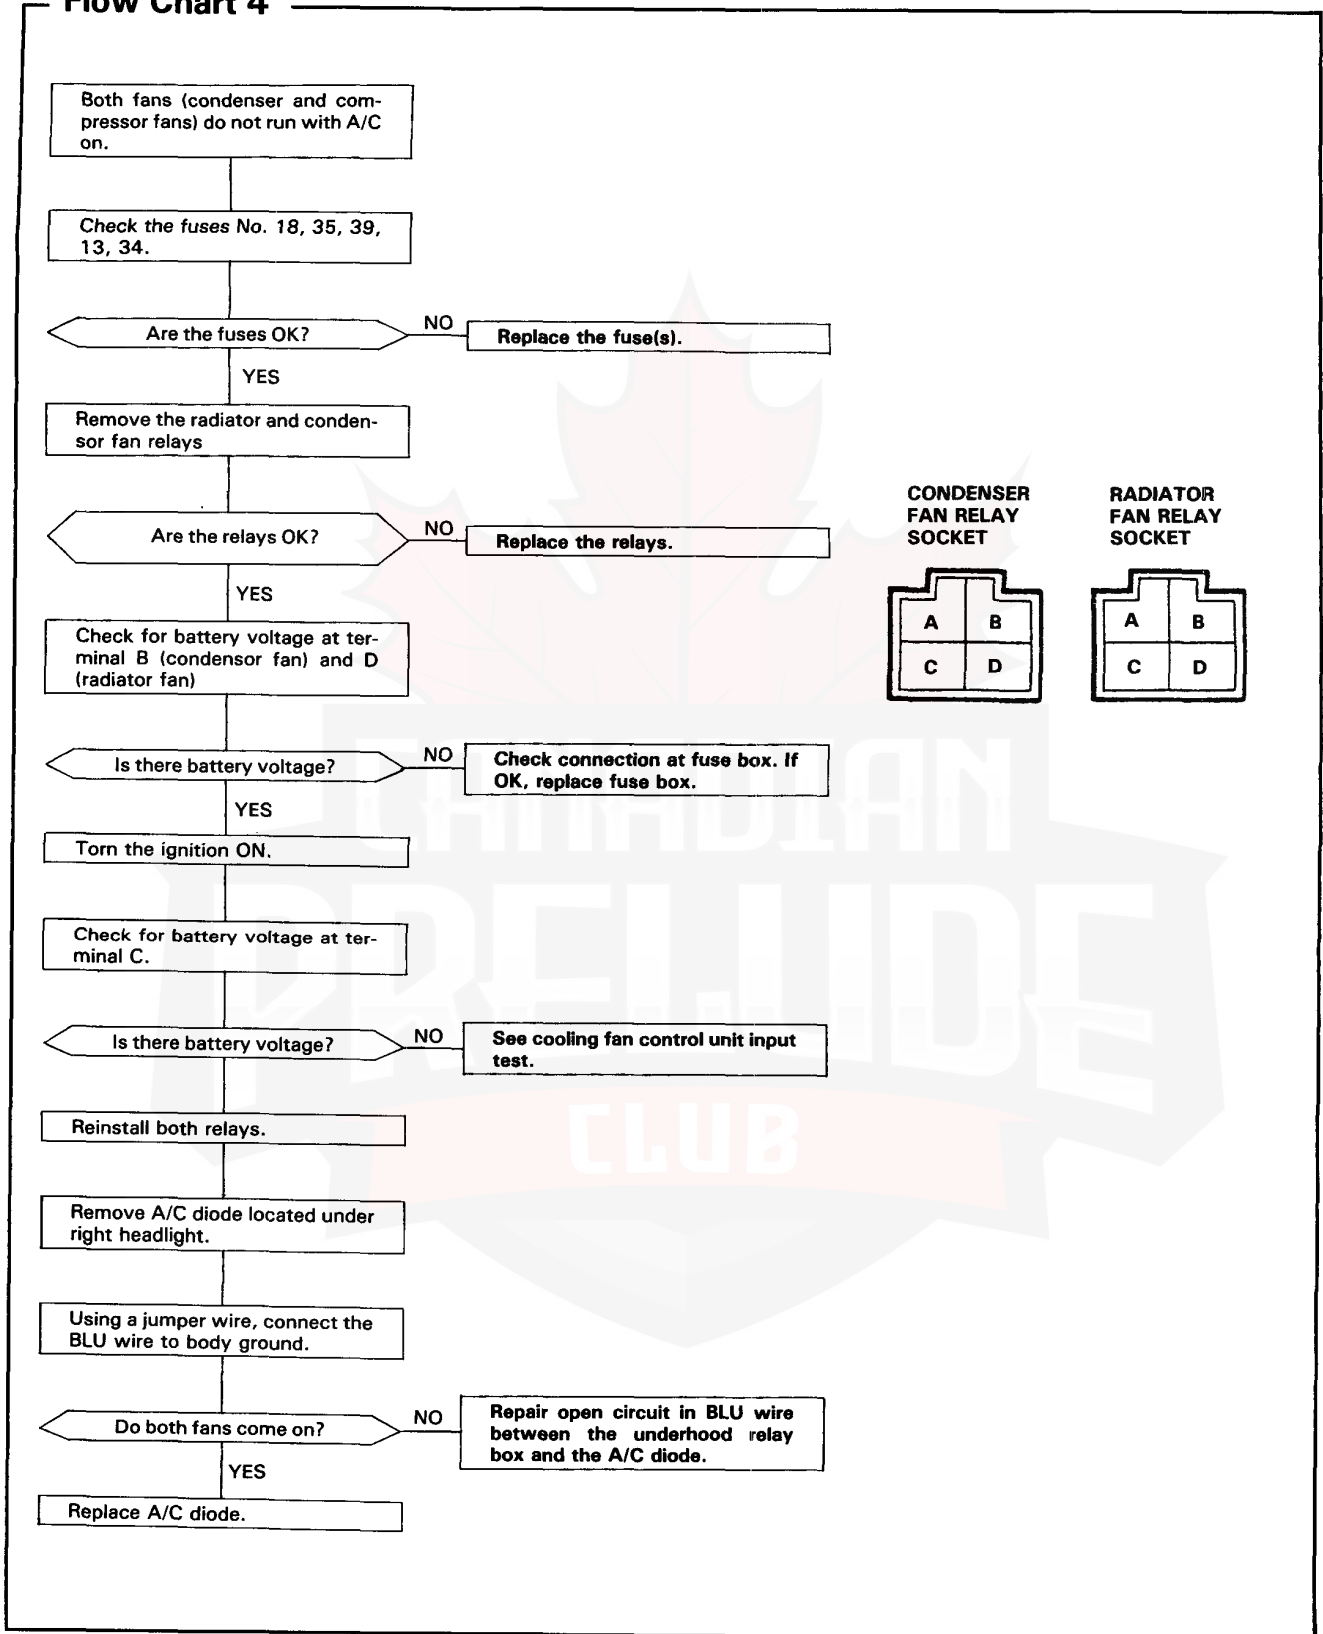 Flow Chart 4
Both fans (condenser and com-
pressor fans) do not run with A/C
on.
Check the fuses No. 18, 35, 39,
13, 34.
Are the fuses OK?
NO
Replace the fuse(s).
YES
Remove the radiator and conden-
sor fan relays
Are the relays OK?
NO
Replace the relays.
YES
CONDENSER
FAN RELAY
SOCKET
A B
C D
RADIATOR
FAN RELAY
SOCKET
A B
C D
Check for battery voltage at ter-
minal B (condensor fan) and D
(radiator fan)
Is there battery voltage?
NO
Check connection at fuse box. If
OK, replace fuse box.
YES
Torn the ignition ON.
Check for battery voltage at ter-
minal C.
Is there battery voltage?
NO
See cooling fan control unit input
test.
Reinstall both relays.
Remove A/C diode located under
right headlight.
Using a jumper wire, connect the
BLU wire to body ground.
Do both fans come on?
NO
Repair open circuit in BLU wire
between the underhood relay
box and the A/C diode.
YES
Replace A/C diode.
CANADIAN
PRELUDE
CLUB